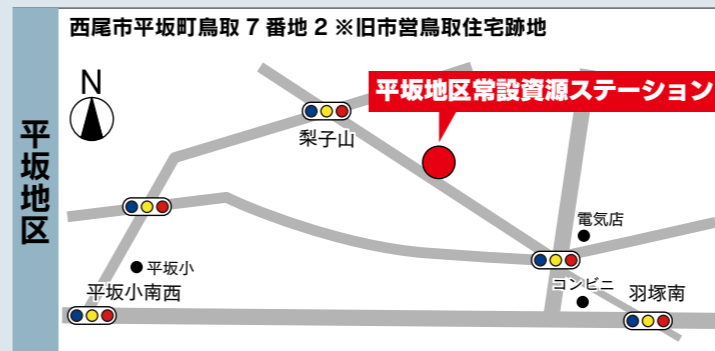 西尾市平坂町鳥取 7 番地 2 ※旧市営鳥取住宅跡地
平坂地区
N
平坂地区常設資源ステーション
梨子山
電気店
平坂小
コンビニ
平坂小南西
羽塚南